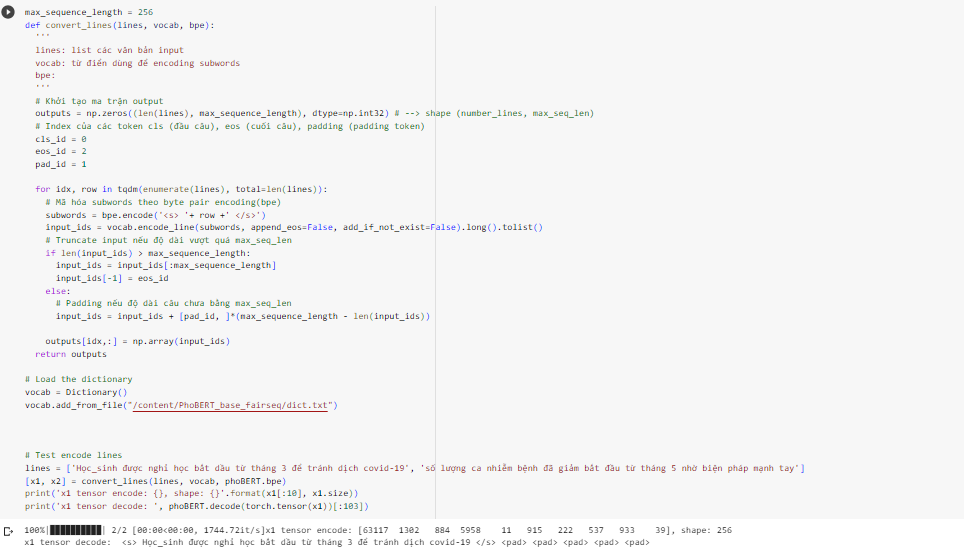 max_sequence_length = 256
def convert_lines(lines, vocab, bpe):
'''
lines: list các văn bản input
vocab: từ điển dùng để encoding subwords
bpe:
'''
# Khởi tạo ma trận output
outputs = np.zeros((len(lines), max_sequence_length), dtype=np.int32) # --> shape (number_lines, max_seq_len)
# Index của các token cls (đầu câu), eos (cuối câu), padding (padding token)
cls_id = 0
eos_id = 2
pad_id = 1
for idx, row in tqdm(enumerate(lines), total=len(lines)):
# Mã hóa subwords theo byte pair encoding(bpe)
subwords = bpe.encode('<s> '+ row +' </s>')
input_ids = vocab.encode_line(subwords, append_eos=False, add_if_not_exist=False).long().tolist()
# Truncate input nếu độ dài vượt quá max_seq_len
if len(input_ids) > max_sequence_length:
input_ids = input_ids[:max_sequence_length]
input_ids[-1] = eos_id
else:
# Padding nếu độ dài câu chưa bằng max_seq_len
input_ids = input_ids + [pad_id, ]*(max_sequence_length - len(input_ids))
outputs[idx,:] = np.array(input_ids)
return outputs
# Load the dictionary
vocab = Dictionary()
vocab.add_from_file("/content/PhoBERT_base_fairseq/dict.txt")
# Test encode lines
lines = ['Học_sinh được nghỉ học bắt dầu từ tháng 3 để tránh dịch covid-19', 'số lượng ca nhiễm bệnh đã giảm bắt đầu từ tháng 5 nhờ biện pháp mạnh tay']
[x1, x2] = convert_lines(lines, vocab, phoBERT.bpe)
print('x1 tensor encode: {}, shape: {}'.format(x1[:10], x1.size))
print('x1 tensor decode: ', phoBERT.decode(torch.tensor(x1))[:103])
100%|██████████| 2/2 [00:00<00:00, 1744.72it/s]x1 tensor encode: [63117 1302 884 5958 11 915 222 537 933 39], shape: 256
x1 tensor decode: <s> Học_sinh được nghỉ học bắt dầu từ tháng 3 để tránh dịch covid-19 </s> <pad> <pad> <pad> <pad> <pad>